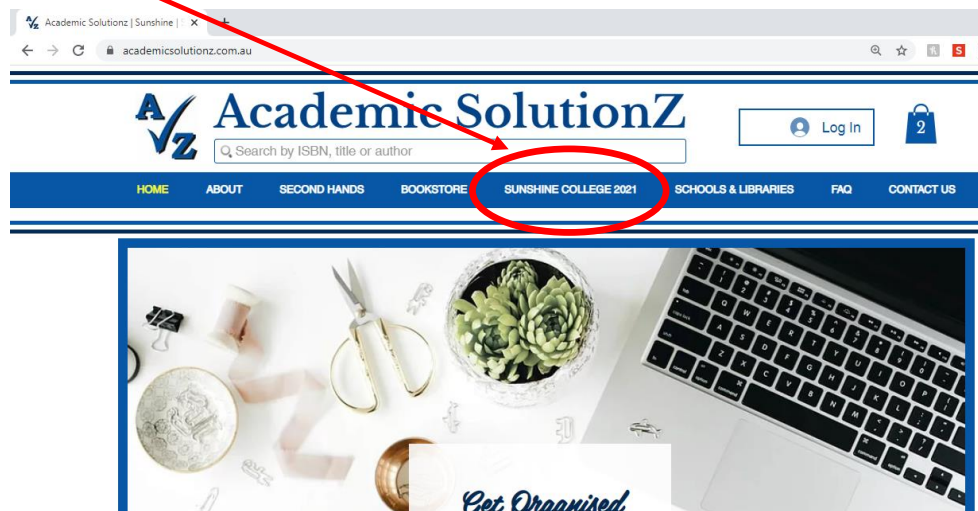 Academic Solutionz | Sunshine |
academicsolutionz.com.au
A Z Academic SolutionZ
Search by ISBN, title or author
Log In
2
HOME ABOUT SECOND HANDS BOOKSTORE SUNSHINE COLLEGE 2021 SCHOOLS & LIBRARIES FAQ CONTACT US
Get Organised